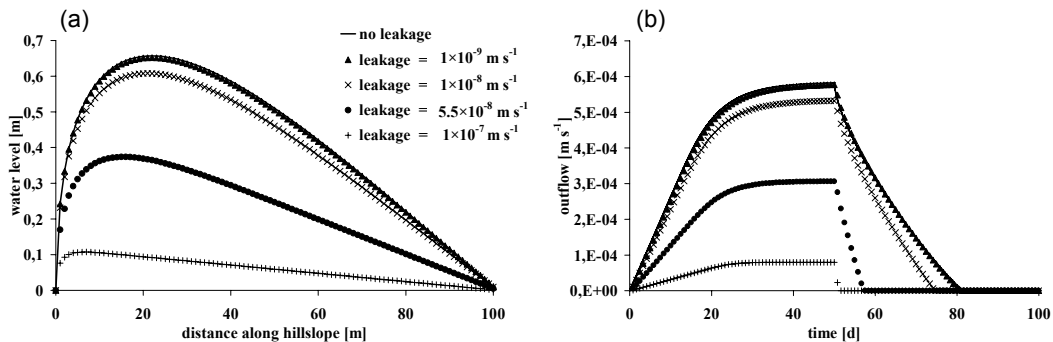 (a)
0,7
0,6
0,5
0,4
0,3
0,2
0,1
0
water level [m]
0 20 40 60 80 100
distance along hillslope [m]
no leakage
leakage = 1×10⁻⁹ m s⁻¹
leakage = 1×10⁻⁸ m s⁻¹
leakage = 5.5×10⁻⁸ m s⁻¹
leakage = 1×10⁻⁷ m s⁻¹
(b)
7,E-04
6,E-04
5,E-04
4,E-04
3,E-04
2,E-04
1,E-04
0,E+00
outflow [m s⁻¹]
0 20 40 60 80 100
time [d]